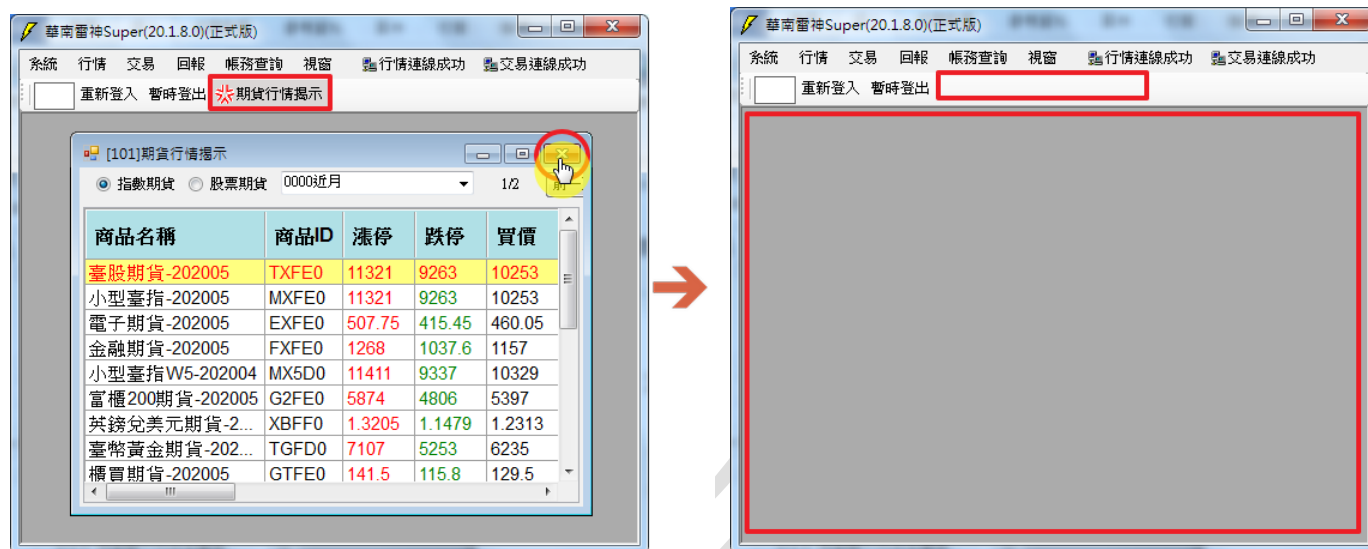 華南雷神Super(20.1.8.0)(正式版)
系統 行情 交易 回報 帳務查詢 視窗 行情連線成功 交易連線成功
重新登入 暫時登出 期貨行情揭示
[101]期貨行情揭示
指數期貨 股票期貨 0000近月 1/2 前一
商品名稱 商品ID 漲停 跌停 買價
臺股期貨-202005 TXFE0 11321 9263 10253
小型臺指-202005 MXFE0 11321 9263 10253
電子期貨-202005 EXFE0 507.75 415.45 460.05
金融期貨-202005 FXFE0 1268 1037.6 1157
小型臺指W5-202004 MX5D0 11411 9337 10329
富櫃200期貨-202005 G2FE0 5874 4806 5397
英鎊兌美元期貨-2... XBFF0 1.3205 1.1479 1.2313
臺幣黃金期貨-202... TGFD0 7107 5253 6235
櫃買期貨-202005 GTFE0 141.5 115.8 129.5
華南雷神Super(20.1.8.0)(正式版)
系統 行情 交易 回報 帳務查詢 視窗 行情連線成功 交易連線成功
重新登入 暫時登出